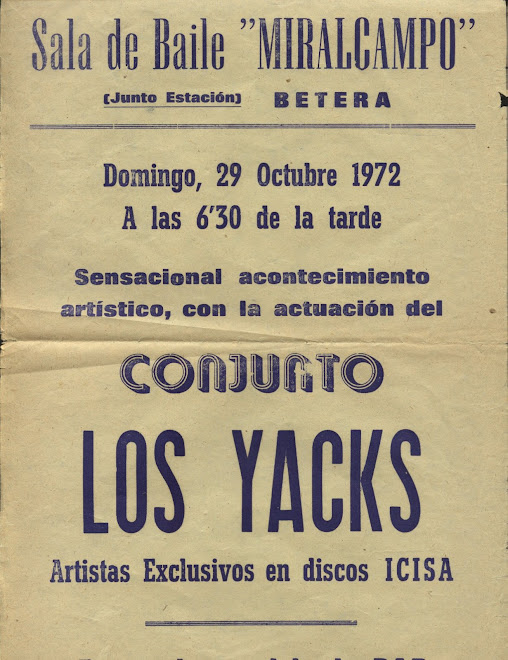 Sala de Baile "MIRALCAMPO"
(Junto Estación) BETERA
Domingo, 29 Octubre 1972
A las 6'30 de la tarde
Sensacional acontecimiento
artístico, con la actuación del
CONJUNTO
LOS YACKS
Artistas Exclusivos en discos ICISA